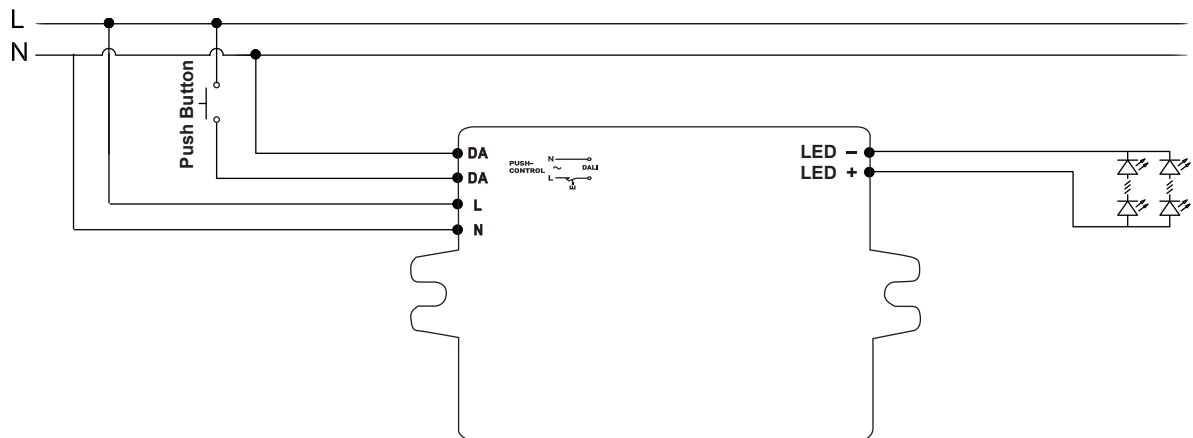 L
N
Push Button
DA
DA
L
N
PUSH-
CONTROL
N
~
L
DALI
LED −
LED +